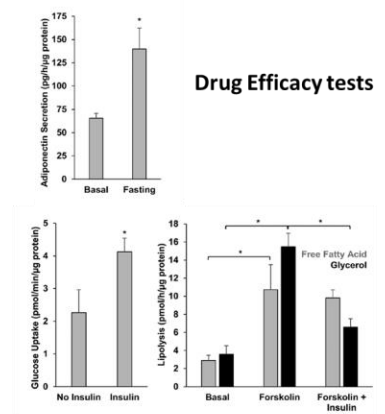 Adiponectin Secretion (pg/h/µg protein)
175
150
125
100
75
50
25
0
*
Basal
Fasting
Drug Efficacy tests
Glucose Uptake (pmol/min/µg protein)
5
4
3
2
1
0
*
No Insulin
Insulin
Lipolysis (pmol/h/µg protein)
18
16
14
12
10
8
6
4
2
0
*
*
*
Free Fatty Acid
Glycerol
Basal
Forskolin
Forskolin +
Insulin